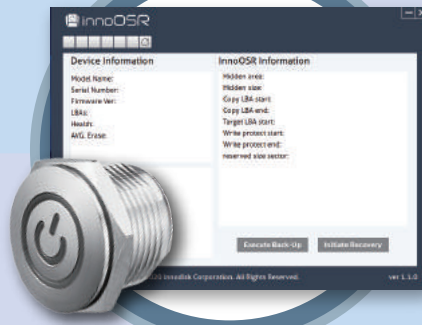 InnoOSR
Device Information
Model Name:
Serial Number:
Firmware Ver:
LBAs:
Health:
AVG. Erase:
InnoOSR Information
Hidden area:
Hidden size:
Copy LBA start:
Copy LBA end:
Target LBA start:
Write protect start:
Write protect end:
reserved size sector:
Execute Back-Up
Initiate Recovery
2020 Innodisk Corporation. All Rights Reserved.
ver 1.1.0